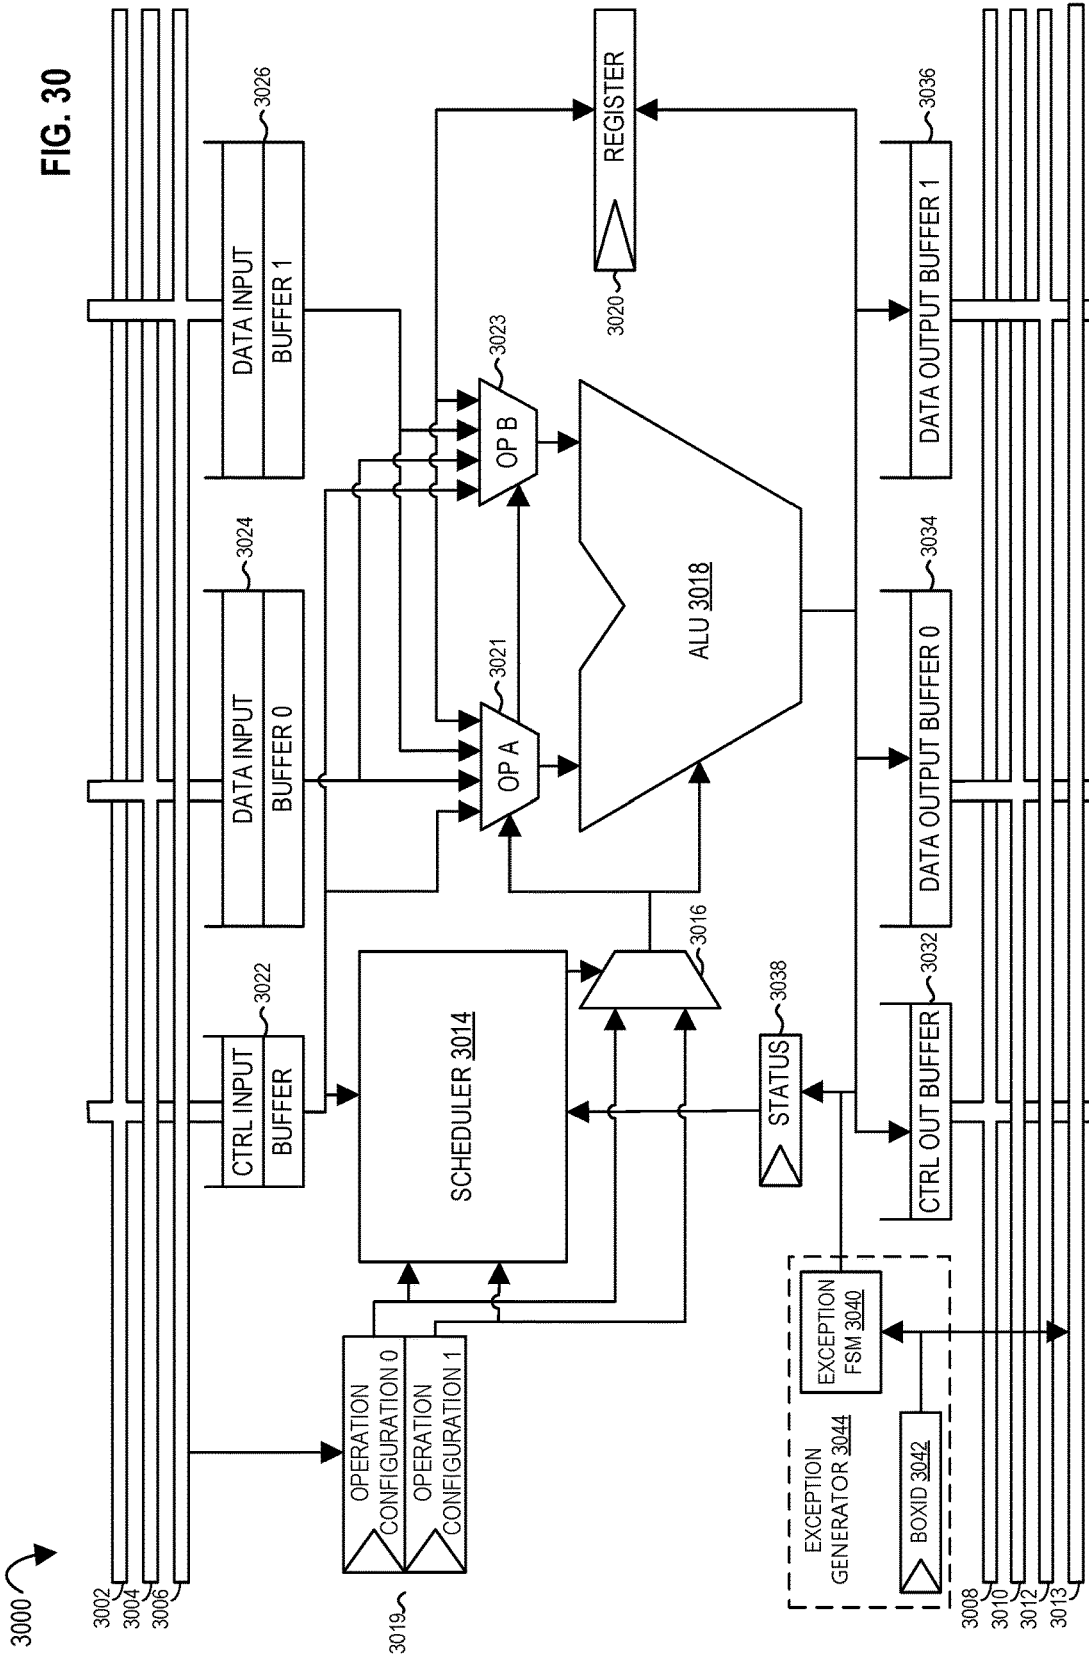 FIG. 30
3000
3002
3004
3006
CTRL INPUT
BUFFER
3022
DATA INPUT
BUFFER 0
3024
DATA INPUT
BUFFER 1
3026
OPERATION
CONFIGURATION 0
OPERATION
CONFIGURATION 1
3019
SCHEDULER 3014
3016
OP A
3021
OP B
3023
ALU 3018
REGISTER
3020
STATUS
3038
EXCEPTION
FSM 3040
EXCEPTION
GENERATOR 3044
BOXID 3042
CTRL OUT BUFFER
3032
DATA OUTPUT BUFFER 0
3034
DATA OUTPUT BUFFER 1
3036
3008
3010
3012
3013